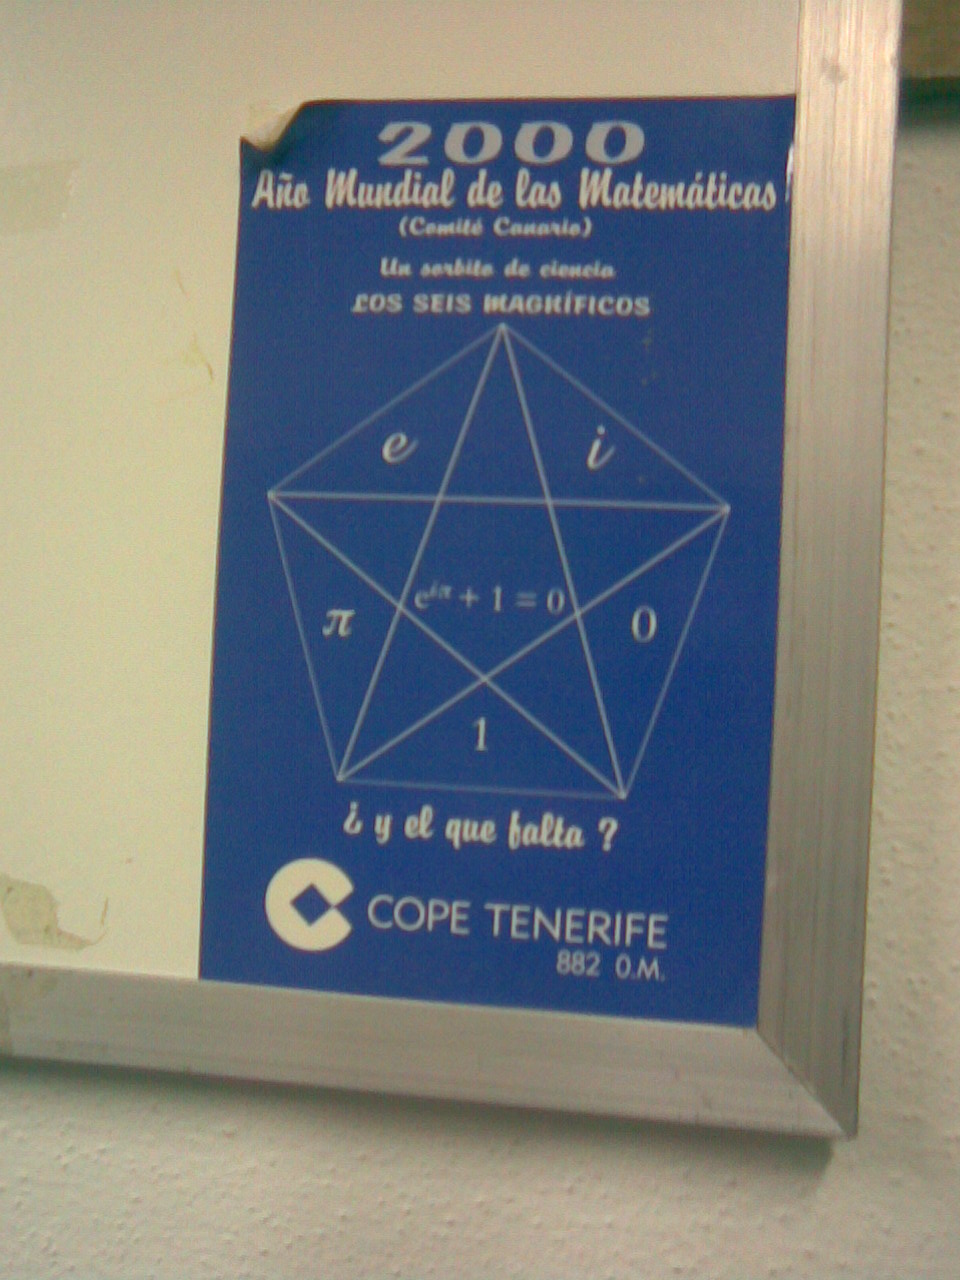 2000
Año Mundial de las Matemáticas
(Comité Canario)
Un sorbito de ciencia
LOS SEIS MAGNÍFICOS
e
i
e^{iπ} + 1 = 0
π
0
1
¿ y el que falta ?
COPE TENERIFE
882 O.M.